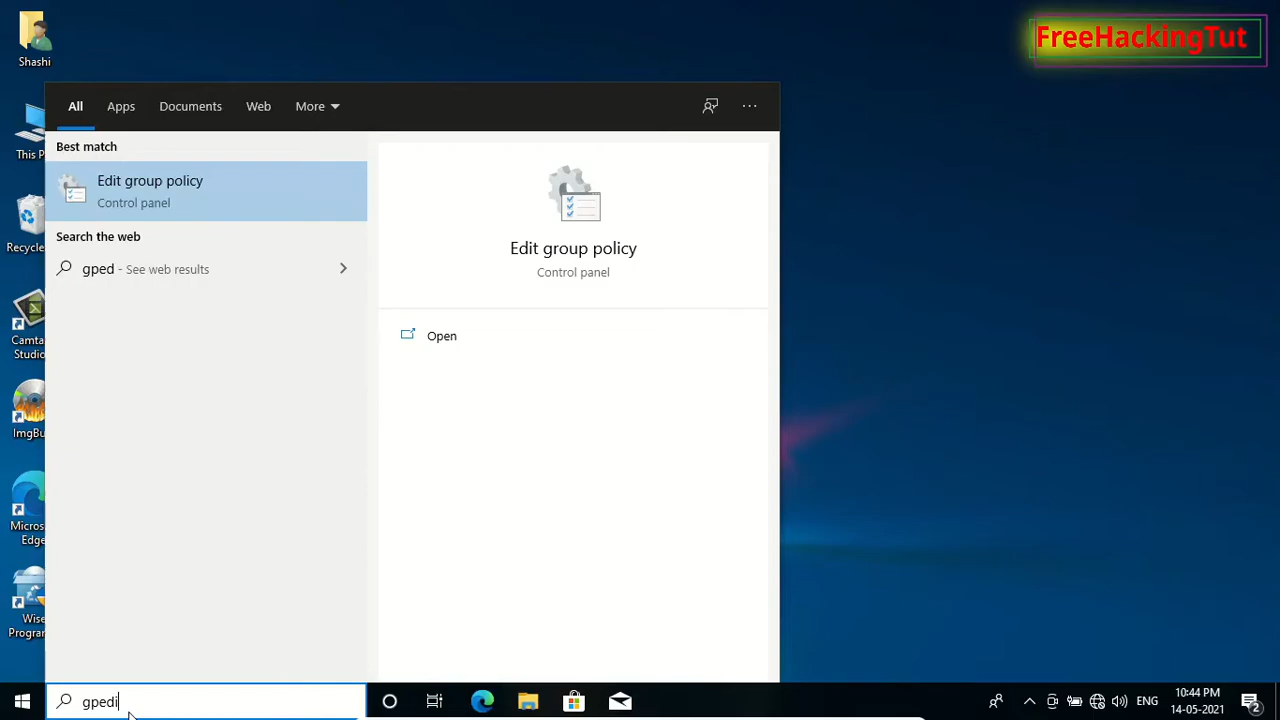 FreeHackingTut
Shashi
This P
Recycle
Camta
Studio
ImgBu
Microso
Edge
Wise
Program
All Apps Documents Web More
Best match
Edit group policy
Control panel
Search the web
gped - See web results
Edit group policy
Control panel
Open
gpedi
ENG
10:44 PM
14-05-2021
2